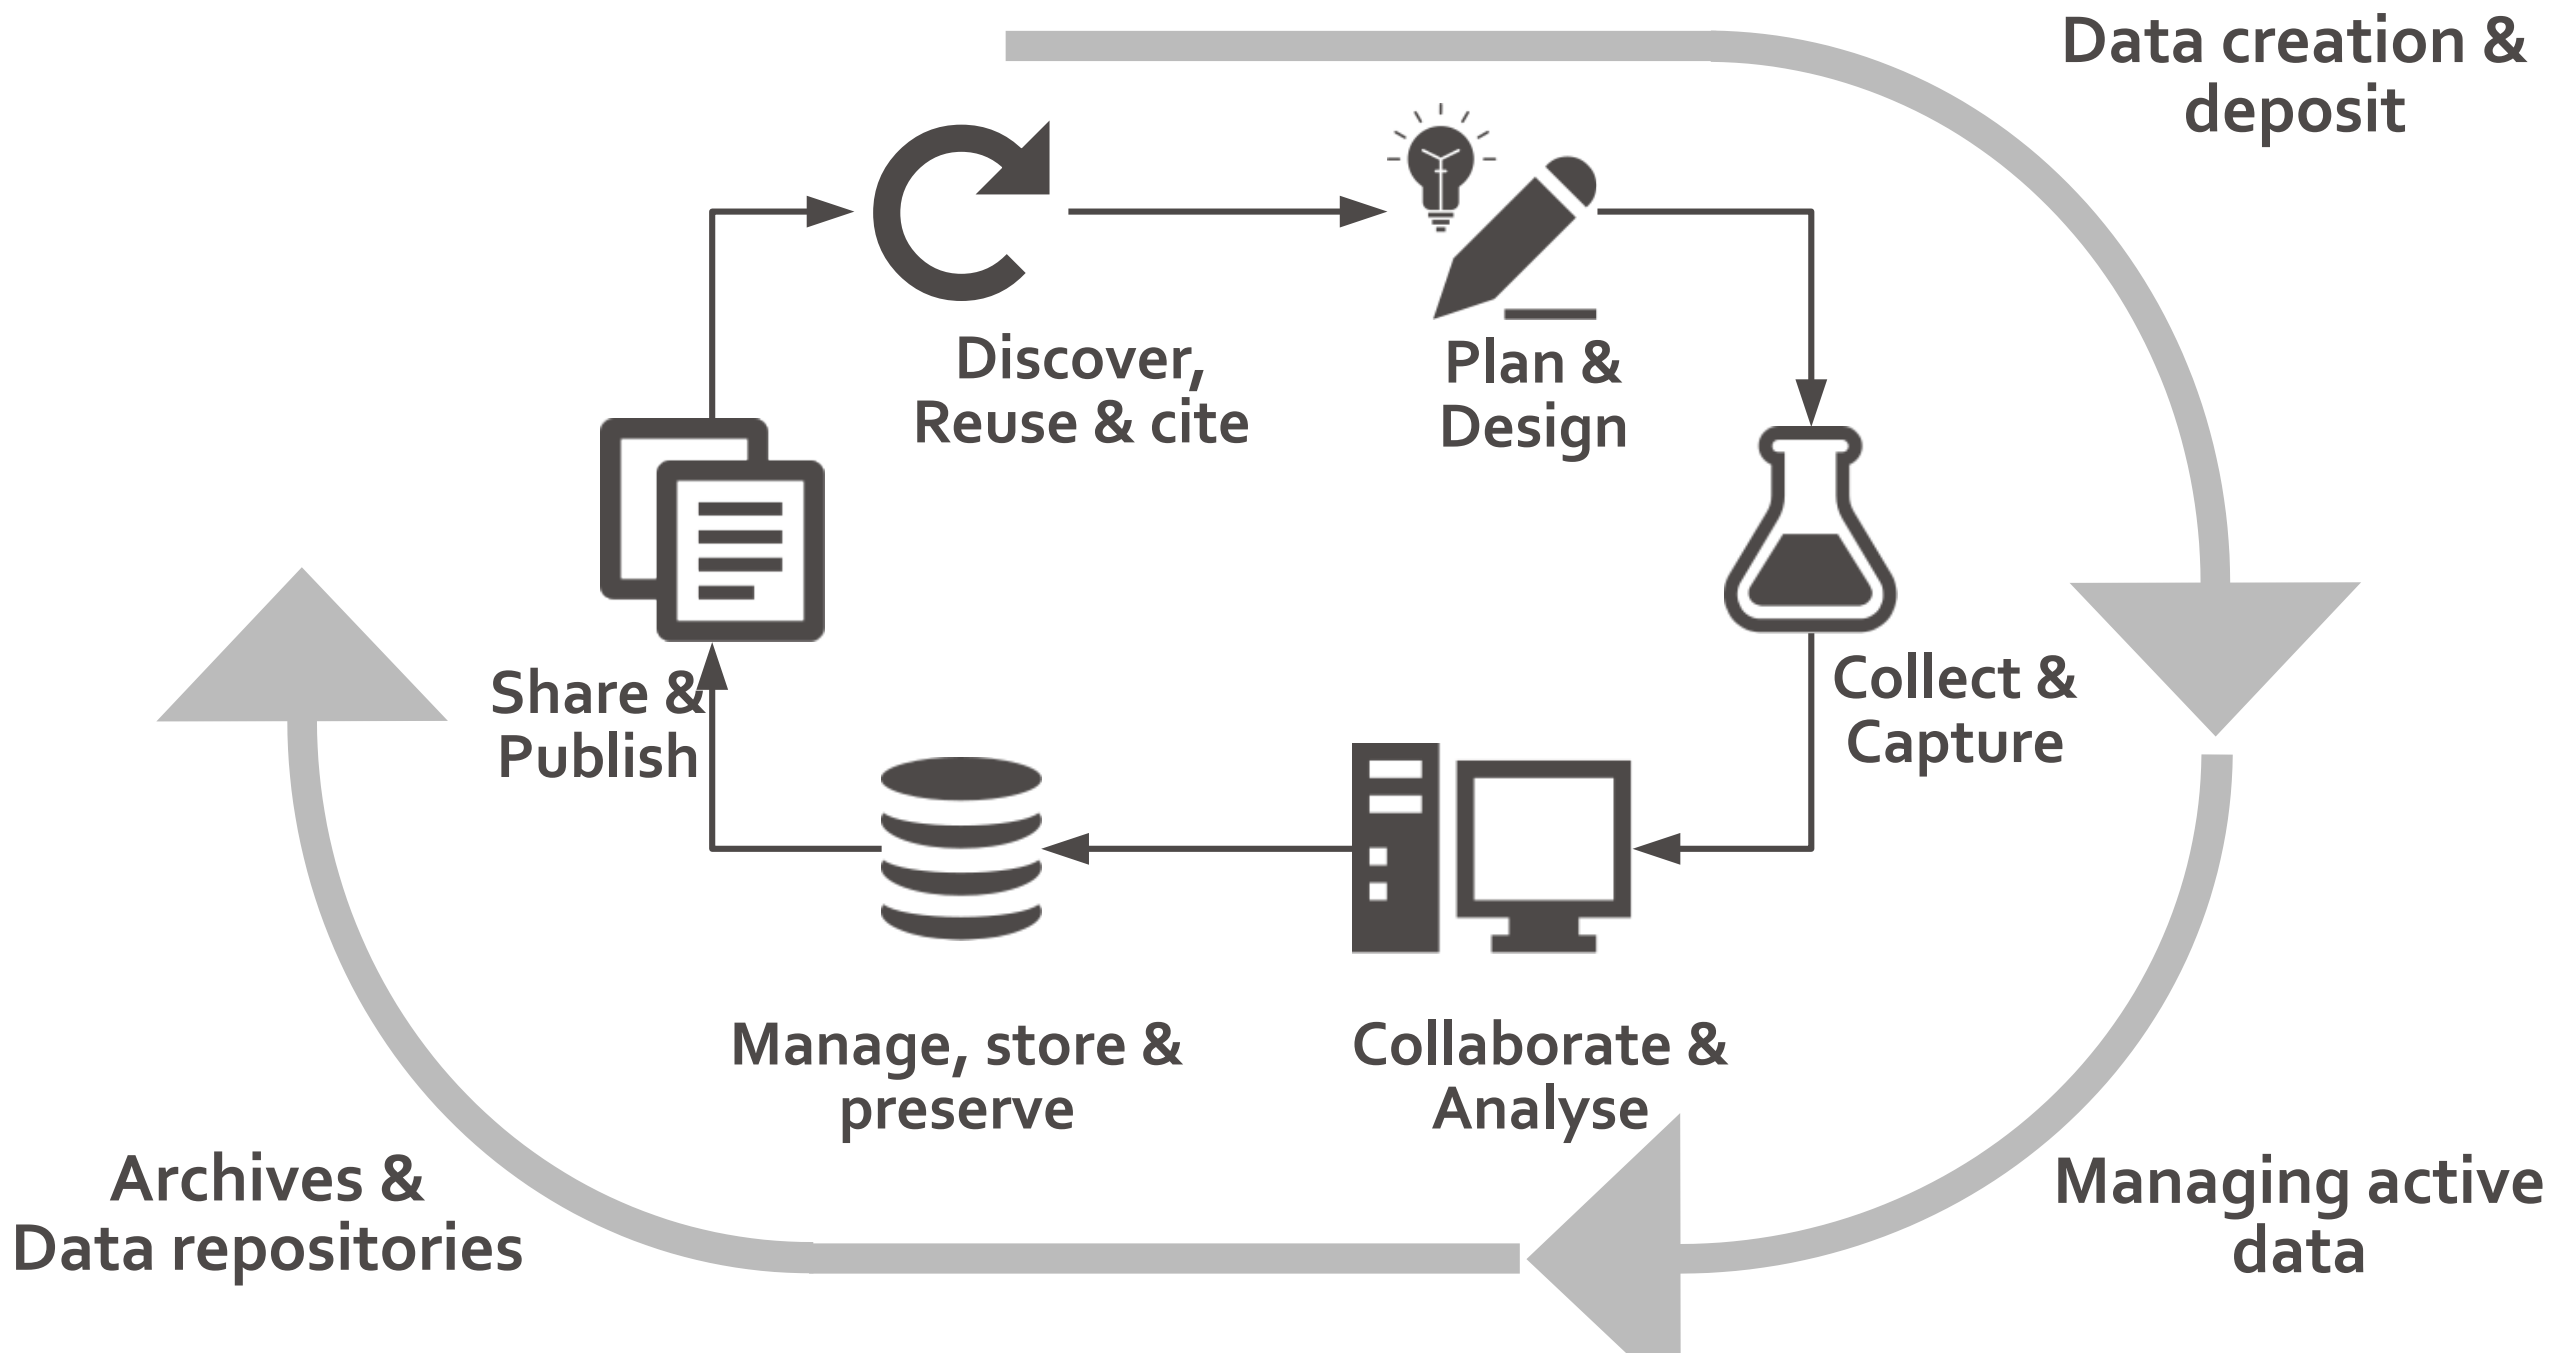 Data creation &
deposit
Discover,
Reuse & cite
Plan &
Design
Share &
Publish
Collect &
Capture
Manage, store &
preserve
Collaborate &
Analyse
Archives &
Data repositories
Managing active
data